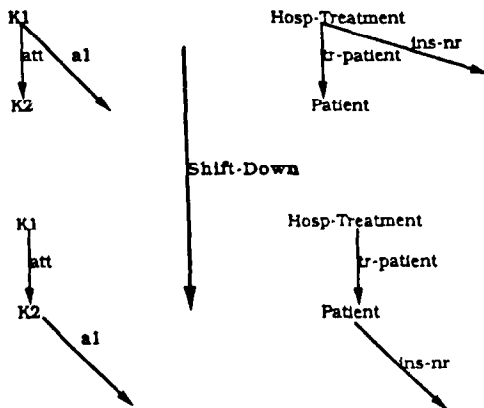 K1
Hosp-Treatment
att
a1
tr-patient
ins-nr
K2
Patient
Shift-Down
K1
Hosp-Treatment
att
tr-patient
K2
Patient
a1
ins-nr